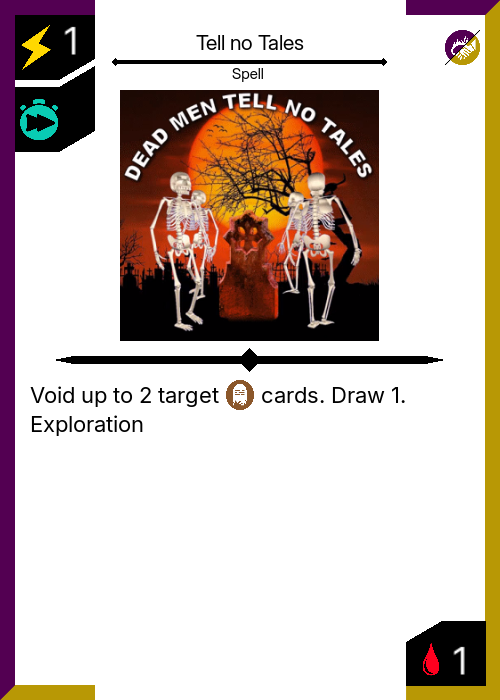 1
Tell no Tales
Spell
DEAD MEN TELL NO TALES
Void up to 2 target cards. Draw 1.
Exploration
1